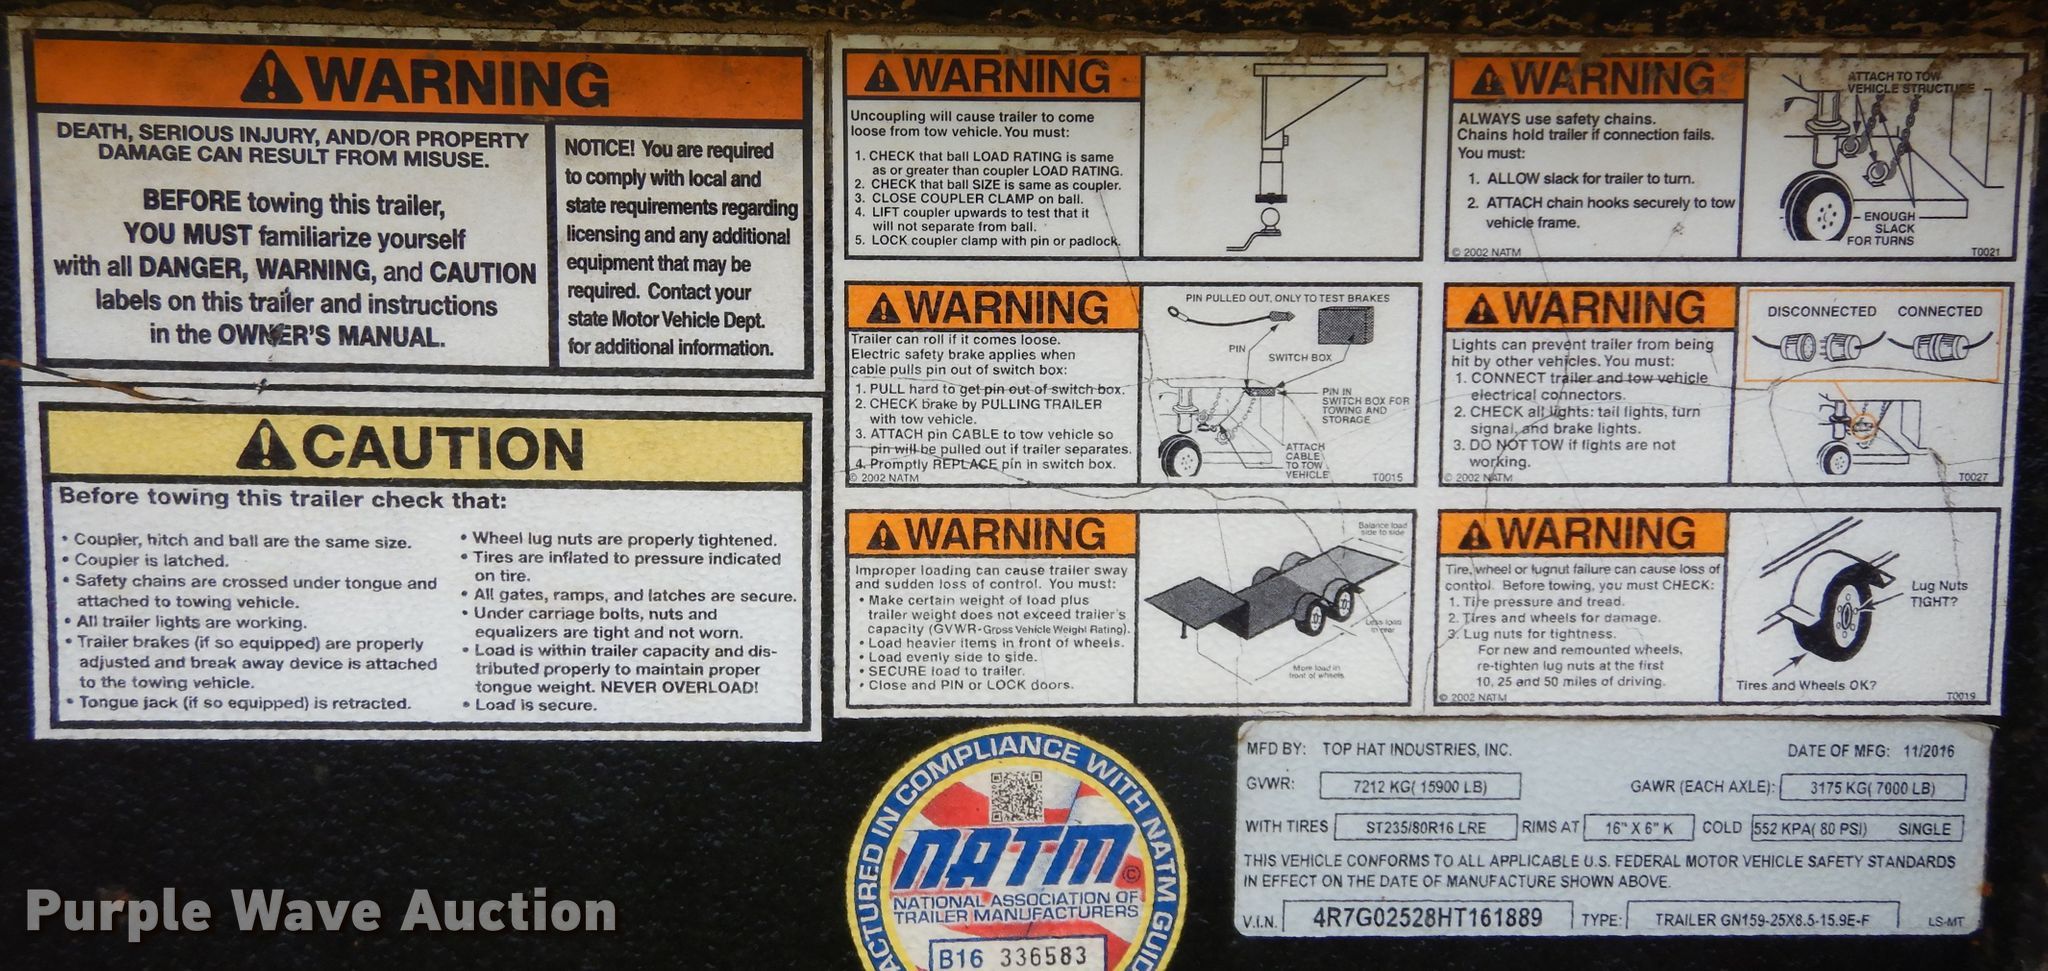 WARNING
DEATH, SERIOUS INJURY, AND/OR PROPERTY
DAMAGE CAN RESULT FROM MISUSE.
BEFORE towing this trailer,
YOU MUST familiarize yourself
with all DANGER, WARNING, and CAUTION
labels on this trailer and instructions
in the OWNER'S MANUAL.
NOTICE! You are required
to comply with local and
state requirements regarding
licensing and any additional
equipment that may be
required. Contact your
state Motor Vehicle Dept.
for additional information.
CAUTION
Before towing this trailer check that:
• Coupler, hitch and ball are the same size.
• Coupler is latched.
• Safety chains are crossed under tongue and
attached to towing vehicle.
• All trailer lights are working.
• Trailer brakes (if so equipped) are properly
adjusted and break away device is attached
to the towing vehicle.
• Tongue jack (if so equipped) is retracted.
• Wheel lug nuts are properly tightened.
• Tires are inflated to pressure indicated
on tire.
• All gates, ramps, and latches are secure.
• Under carriage bolts, nuts and
equalizers are tight and not worn.
• Load is within trailer capacity and dis-
tributed properly to maintain proper
tongue weight. NEVER OVERLOAD!
• Load is secure.
WARNING
Uncoupling will cause trailer to come
loose from tow vehicle. You must:
1. CHECK that ball LOAD RATING is same
as or greater than coupler LOAD RATING.
2. CHECK that ball SIZE is same as coupler.
3. CLOSE COUPLER CLAMP on ball.
4. LIFT coupler upwards to test that it
will not separate from ball.
5. LOCK coupler clamp with pin or padlock.
WARNING
ALWAYS use safety chains.
Chains hold trailer if connection fails.
You must:
1. ALLOW slack for trailer to turn.
2. ATTACH chain hooks securely to tow
vehicle frame.
© 2002 NATM
ATTACH TO TOW
VEHICLE STRUCTURE
ENOUGH
SLACK
FOR TURNS
T0021
WARNING
Trailer can roll if it comes loose.
Electric safety brake applies when
cable pulls pin out of switch box:
1. PULL hard to get pin out of switch box.
2. CHECK brake by PULLING TRAILER
with tow vehicle.
3. ATTACH pin CABLE to tow vehicle so
pin will be pulled out if trailer separates.
4. Promptly REPLACE pin in switch box.
© 2002 NATM
PIN PULLED OUT, ONLY TO TEST BRAKES
PIN
SWITCH BOX
PIN IN
SWITCH BOX FOR
TOWING AND
STORAGE
ATTACH
CABLE
TO TOW
VEHICLE
T0015
WARNING
Lights can prevent trailer from being
hit by other vehicles. You must:
1. CONNECT trailer and tow vehicle
electrical connectors.
2. CHECK all lights: tail lights, turn
signal, and brake lights.
3. DO NOT TOW if lights are not
working.
© 2002 NATM
DISCONNECTED
CONNECTED
T0027
WARNING
Improper loading can cause trailer sway
and sudden loss of control. You must:
• Make certain weight of load plus
trailer weight does not exceed trailer's
capacity (GVWR-Gross Vehicle Weight Rating).
• Load heavier items in front of wheels.
• Load evenly side to side.
• SECURE load to trailer.
• Close and PIN or LOCK doors.
Balance load
side to side
Less load
in rear
More load in
front of wheels
WARNING
Tire, wheel or lugnut failure can cause loss of
control. Before towing, you must CHECK:
1. Tire pressure and tread.
2. Tires and wheels for damage.
3. Lug nuts for tightness.
For new and remounted wheels,
re-tighten lug nuts at the first
10, 25 and 50 miles of driving.
© 2002 NATM
Lug Nuts
TIGHT?
Tires and Wheels OK?
T0019
ACTURED IN COMPLIANCE WITH NATM GUID
NATM ©
NATIONAL ASSOCIATION OF
TRAILER MANUFACTURERS
B16 336583
MFD BY: TOP HAT INDUSTRIES, INC. DATE OF MFG: 11/2016
GVWR: 7212 KG( 15900 LB) GAWR (EACH AXLE): 3175 KG( 7000 LB)
WITH TIRES ST235/80R16 LRE RIMS AT 16" X 6" K COLD 552 KPA( 80 PSI) SINGLE
THIS VEHICLE CONFORMS TO ALL APPLICABLE U.S. FEDERAL MOTOR VEHICLE SAFETY STANDARDS
IN EFFECT ON THE DATE OF MANUFACTURE SHOWN ABOVE.
V.I.N. 4R7G02528HT161889 TYPE: TRAILER GN159-25X8.5-15.9E-F LS-MT
Purple Wave Auction